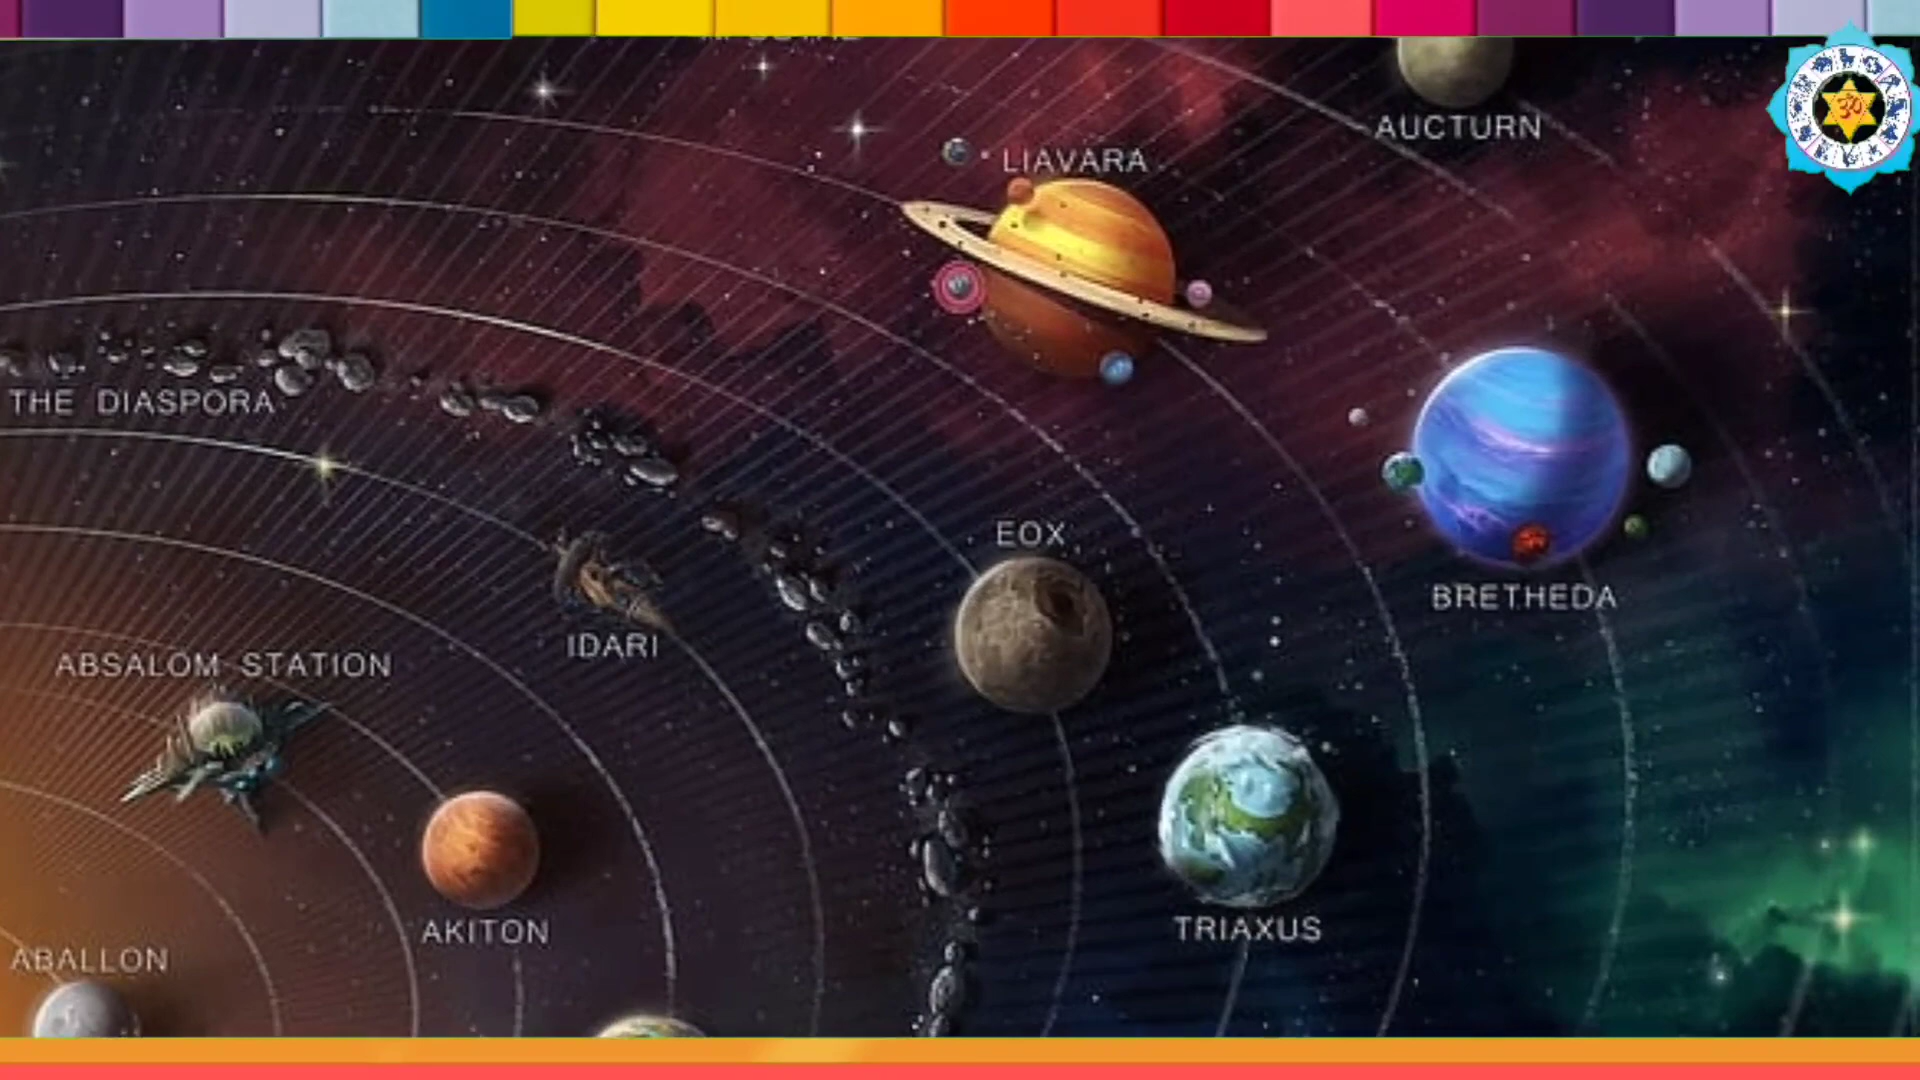 AUCTURN
LIAVARA
THE DIASPORA
EOX
BRETHEDA
IDARI
ABSALOM STATION
TRIAXUS
AKITON
ABALLON
ॐ